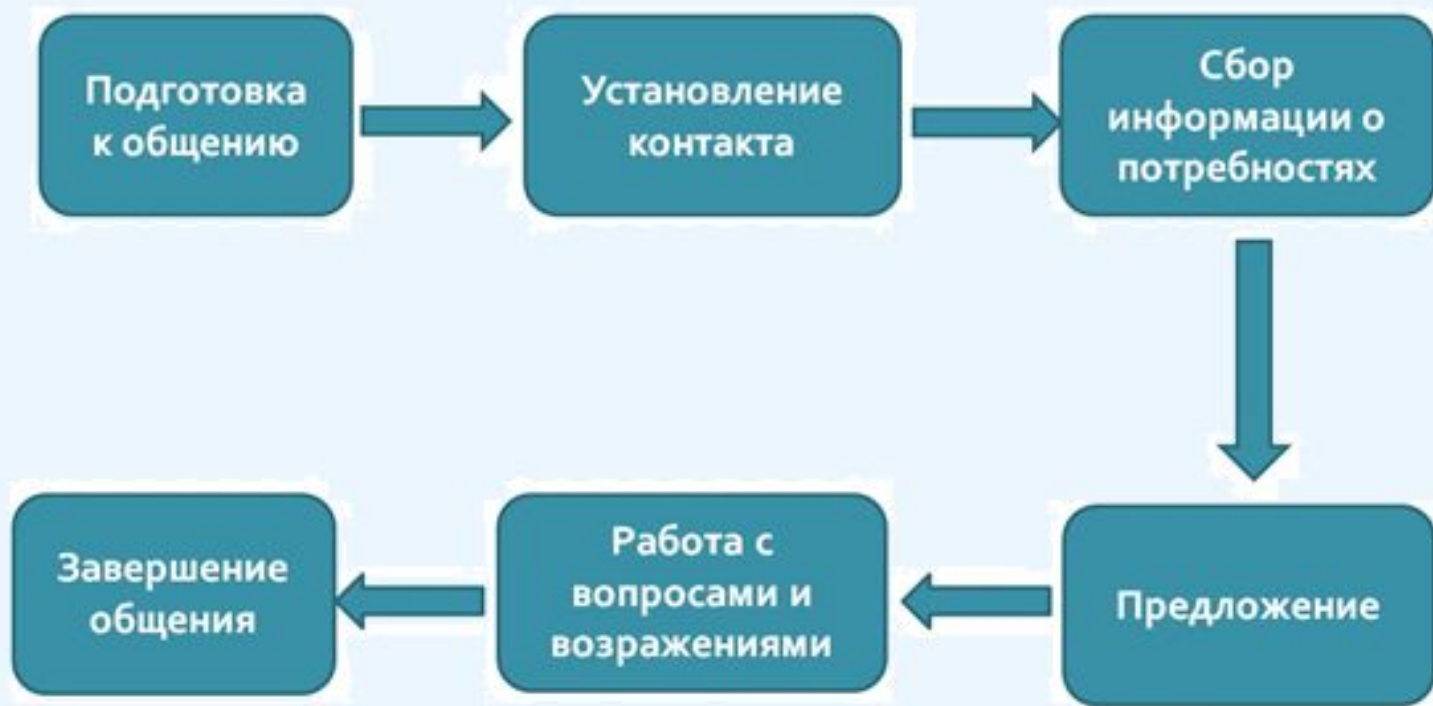 Подготовка
к общению
Установление
контакта
Сбор
информации о
потребностях
Предложение
Работа с
вопросами и
возражениями
Завершение
общения